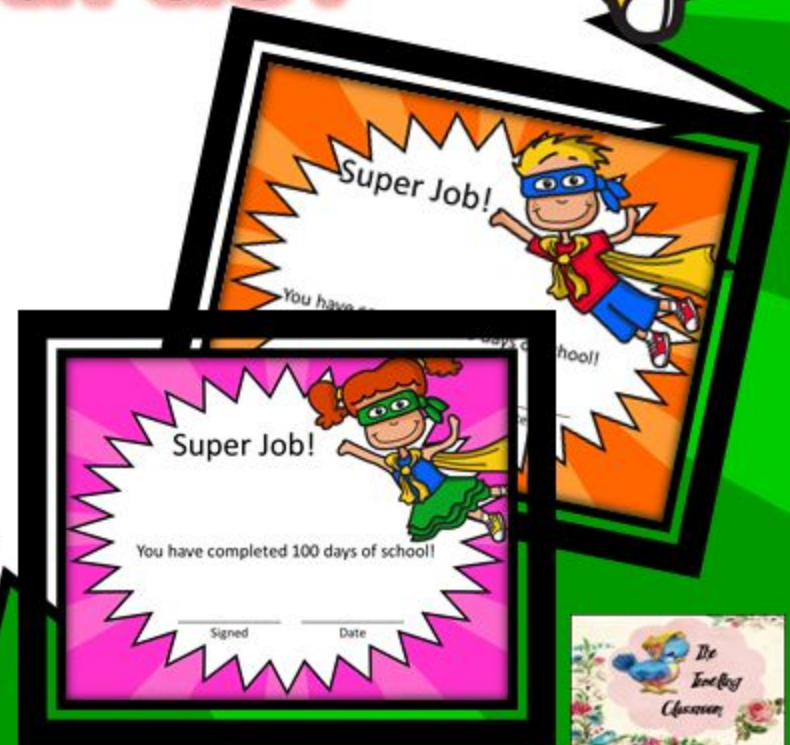 Super Job!
You have
days of school!
Super Job!
You have completed 100 days of school!
Signed Date
The
Traveling
Classroom